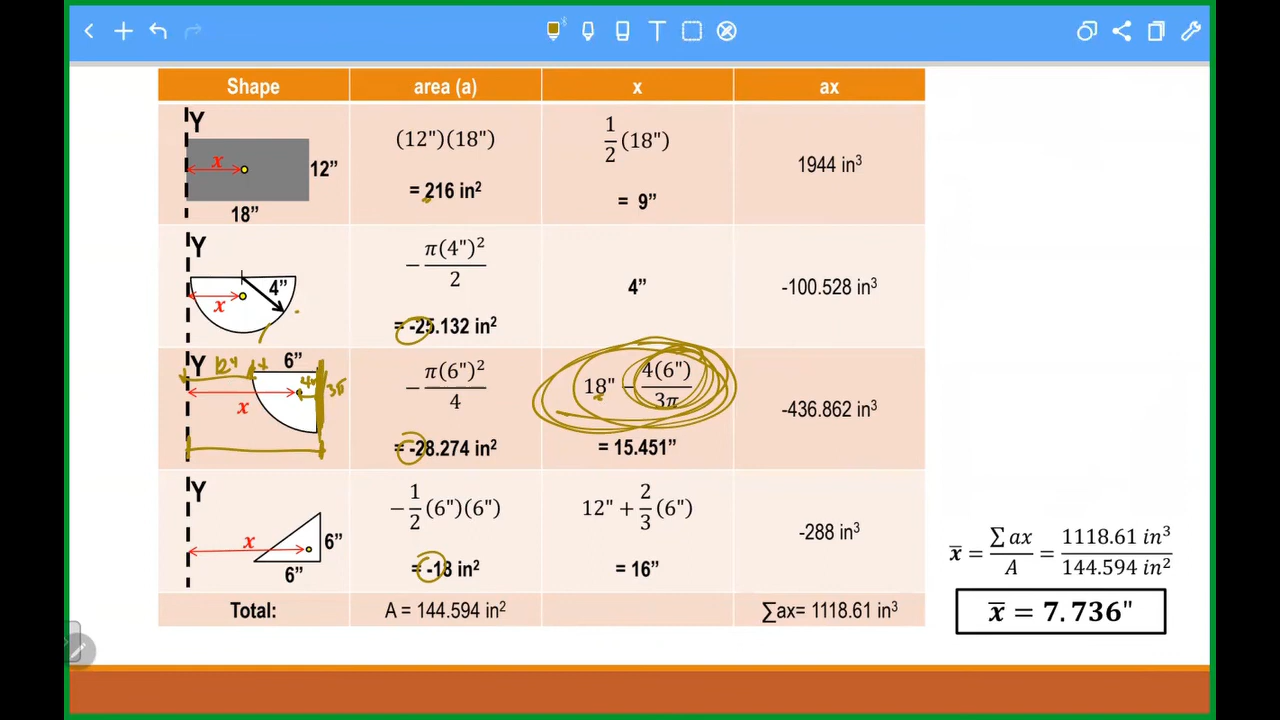 Shape area (a) x ax
Y
x
12”
18”
(12")(18")
= 216 in²
1/2 (18")
= 9”
1944 in³
Y
4”
x
− π(4")²/2
= -25.132 in²
4”
-100.528 in³
Y
12"
6”
x
3π
− π(6")²/4
= -28.274 in²
18" − 4(6")/3π
= 15.451”
-436.862 in³
Y
x
6”
6”
− 1/2 (6")(6")
= -18 in²
12" + 2/3 (6")
= 16”
-288 in³
Total: A = 144.594 in² ∑ax= 1118.61 in³
x̅ = ∑ ax/A = 1118.61 in³/144.594 in²
x̅ = 7.736"